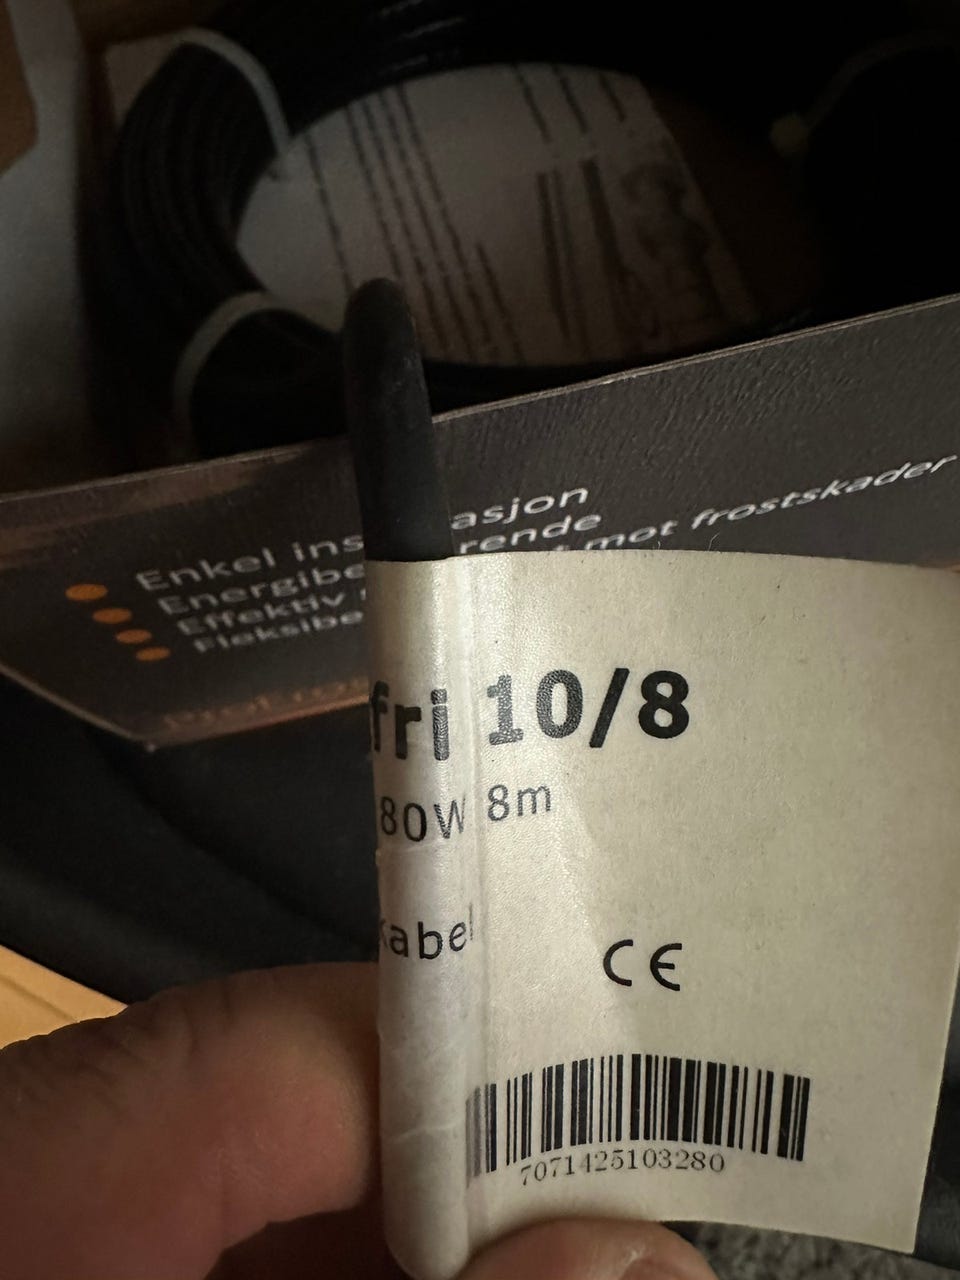 Enkel ins asjon
Energibe rende
Effektiv t mot frostskader
Fleksibe
fri 10/8
80W 8m
kabel
CE
7071425103280